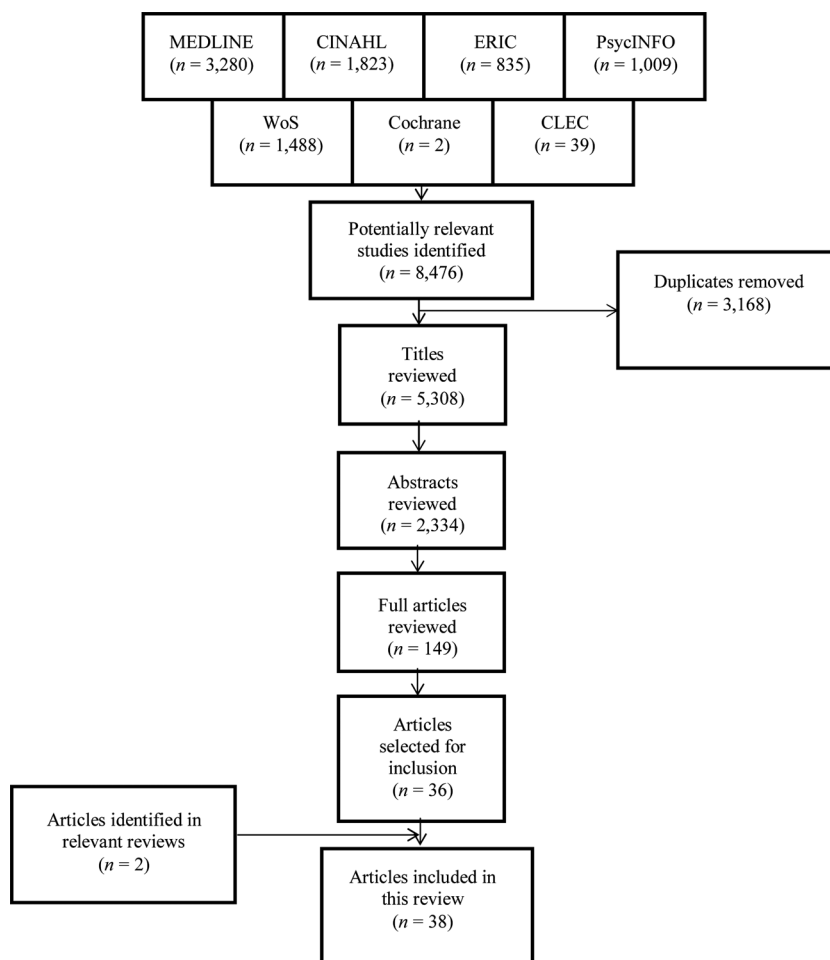 MEDLINE
(n = 3,280)
CINAHL
(n = 1,823)
ERIC
(n = 835)
PsycINFO
(n = 1,009)
WoS
(n = 1,488)
Cochrane
(n = 2)
CLEC
(n = 39)
Potentially relevant
studies identified
(n = 8,476)
Duplicates removed
(n = 3,168)
Titles
reviewed
(n = 5,308)
Abstracts
reviewed
(n = 2,334)
Full articles
reviewed
(n = 149)
Articles
selected for
inclusion
(n = 36)
Articles identified in
relevant reviews
(n = 2)
Articles included in
this review
(n = 38)